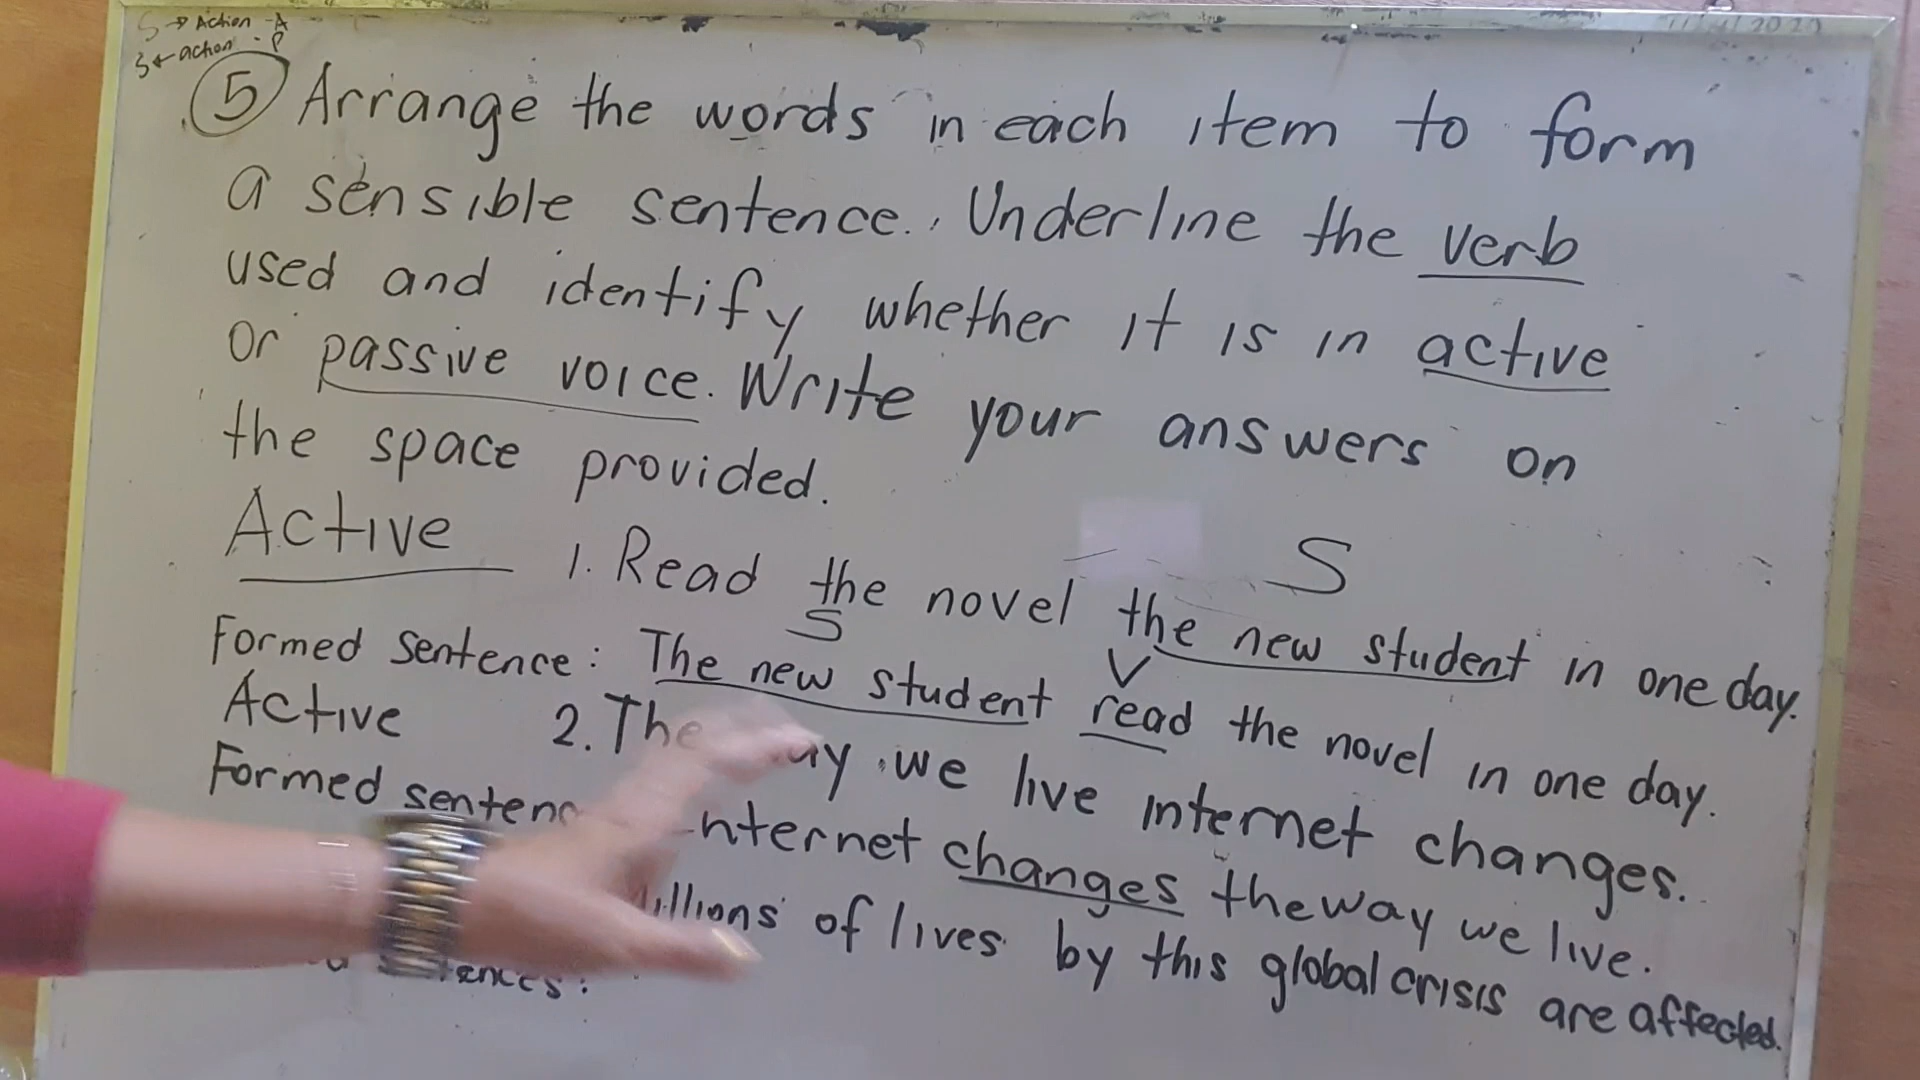 S → Action - A
S ← action - P
5 Arrange the words in each item to form
a sensible sentence. Underline the verb
used and identify whether it is in active
or passive voice. Write your answers on
the space provided.
Active 1. Read the novel the new student in one day.
S
S
Formed sentence: The new student read the novel in one day.
V
Active 2. The we live internet changes.
Formed changes the way we live.
of lives by this global crisis are affected.